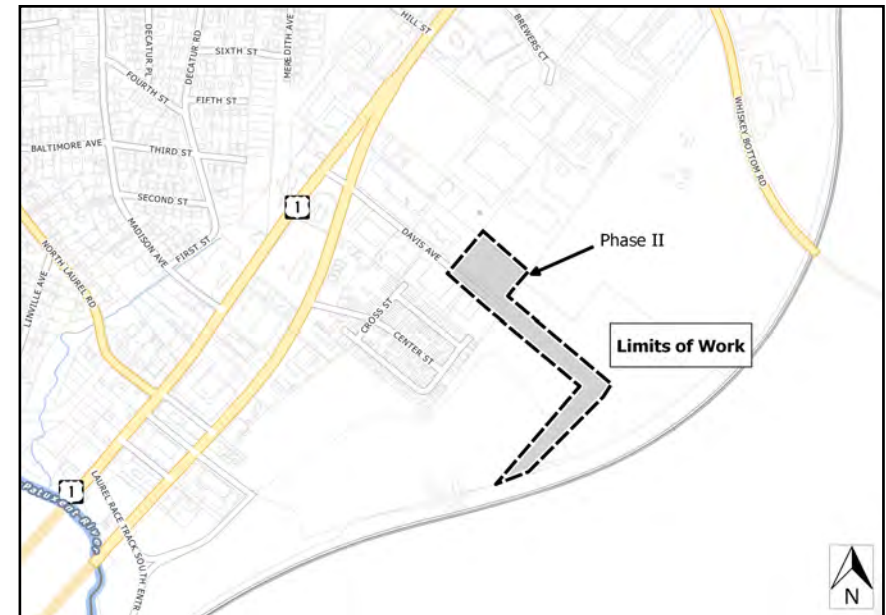 HILL ST
BREWERS CT
DECATUR PL
DECATUR RD
SIXTH ST
MEREDITH AVE
FOURTH ST
FIFTH ST
WHISKEY BOTTOM RD
BALTIMORE AVE
THIRD ST
SECOND ST
1
MADISON AVE
FIRST ST
DAVIS AVE
Phase II
NORTH LAUREL RD
LINVILLE AVE
CROSS ST
CENTER ST
Limits of Work
1
Patuxent River
LAUREL RACE TRACK SOUTH ENTR
N